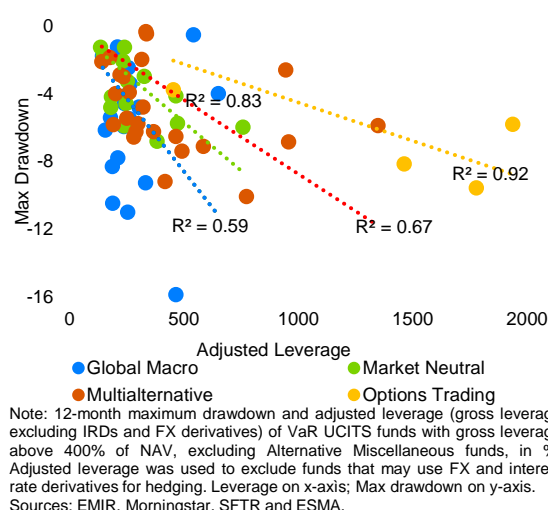 0
-4
-8
-12
-16
Max Drawdown
R² = 0.83
R² = 0.92
R² = 0.59
R² = 0.67
0 500 1000 1500 2000
Adjusted Leverage
Global Macro Market Neutral
Multialternative Options Trading
Note: 12-month maximum drawdown and adjusted leverage (gross leverag
excluding IRDs and FX derivatives) of VaR UCITS funds with gross leverag
above 400% of NAV, excluding Alternative Miscellaneous funds, in %
Adjusted leverage was used to exclude funds that may use FX and intere
rate derivatives for hedging. Leverage on x-axis; Max drawdown on y-axis.
Sources: EMIR, Morningstar, SFTR and ESMA.